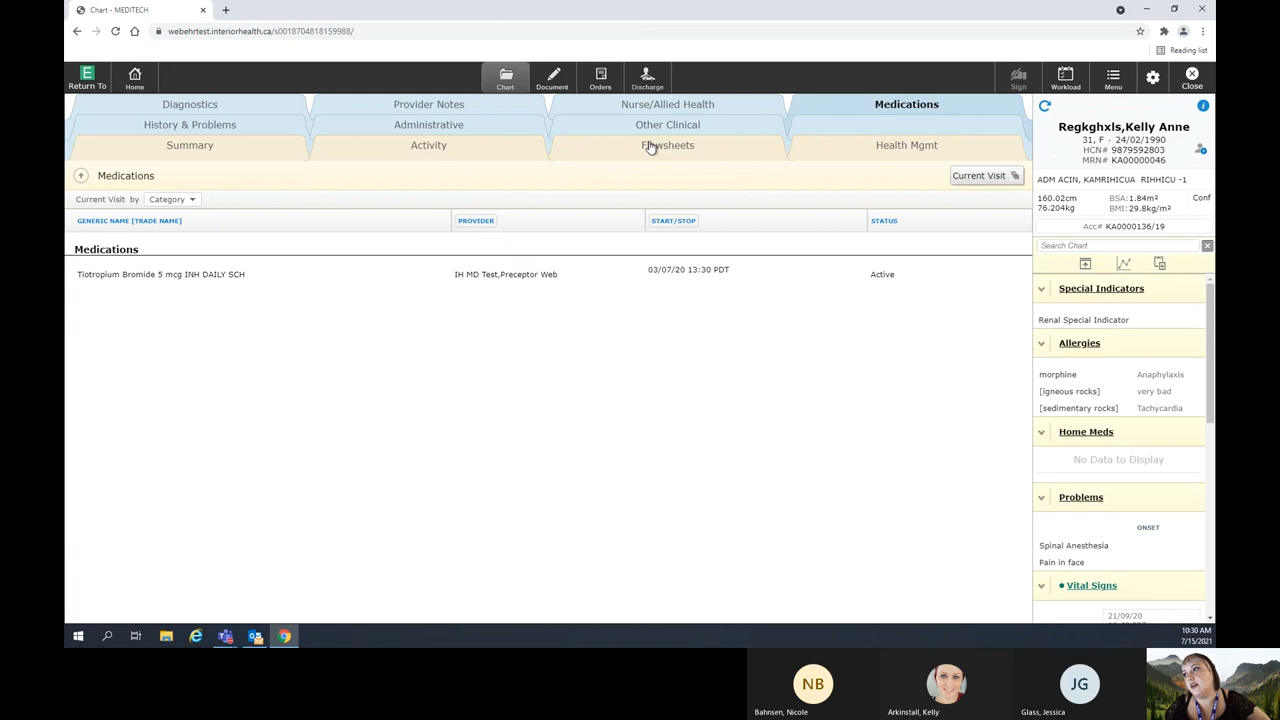 Chart - MEDITECH
webehrtest.interiorhealth.ca/s0018704818159988/
Reading list
E
Return To
Home
Chart
Document
Orders
Discharge
Sign
Workload
Menu
Close
Diagnostics
Provider Notes
Nurse/Allied Health
Medications
History & Problems
Administrative
Other Clinical
Summary
Activity
Flowsheets
Health Mgmt
Medications
Current Visit
Current Visit by Category
GENERIC NAME [TRADE NAME]
PROVIDER
START/STOP
STATUS
Medications
Tiotropium Bromide 5 mcg INH DAILY SCH
IH MD Test,Preceptor Web
03/07/20 13:30 PDT
Active
Regkghxls,Kelly Anne
31, F - 24/02/1990
HCN# 9879592803
MRN# KA00000046
ADM ACIN, KAMRIHICUA RIHHICU -1
160.02cm BSA: 1.84m² Conf
76.204kg BMI: 29.8kg/m²
Acc# KA0000136/19
Search Chart
Special Indicators
Renal Special Indicator
Allergies
morphine Anaphylaxis
[igneous rocks] very bad
[sedimentary rocks] Tachycardia
Home Meds
No Data to Display
Problems
ONSET
Spinal Anesthesia
Pain in face
Vital Signs
21/09/20
10:30 AM
7/15/2021
NB
Bahnsen, Nicole
Arkinstall, Kelly
JG
Glass, Jessica